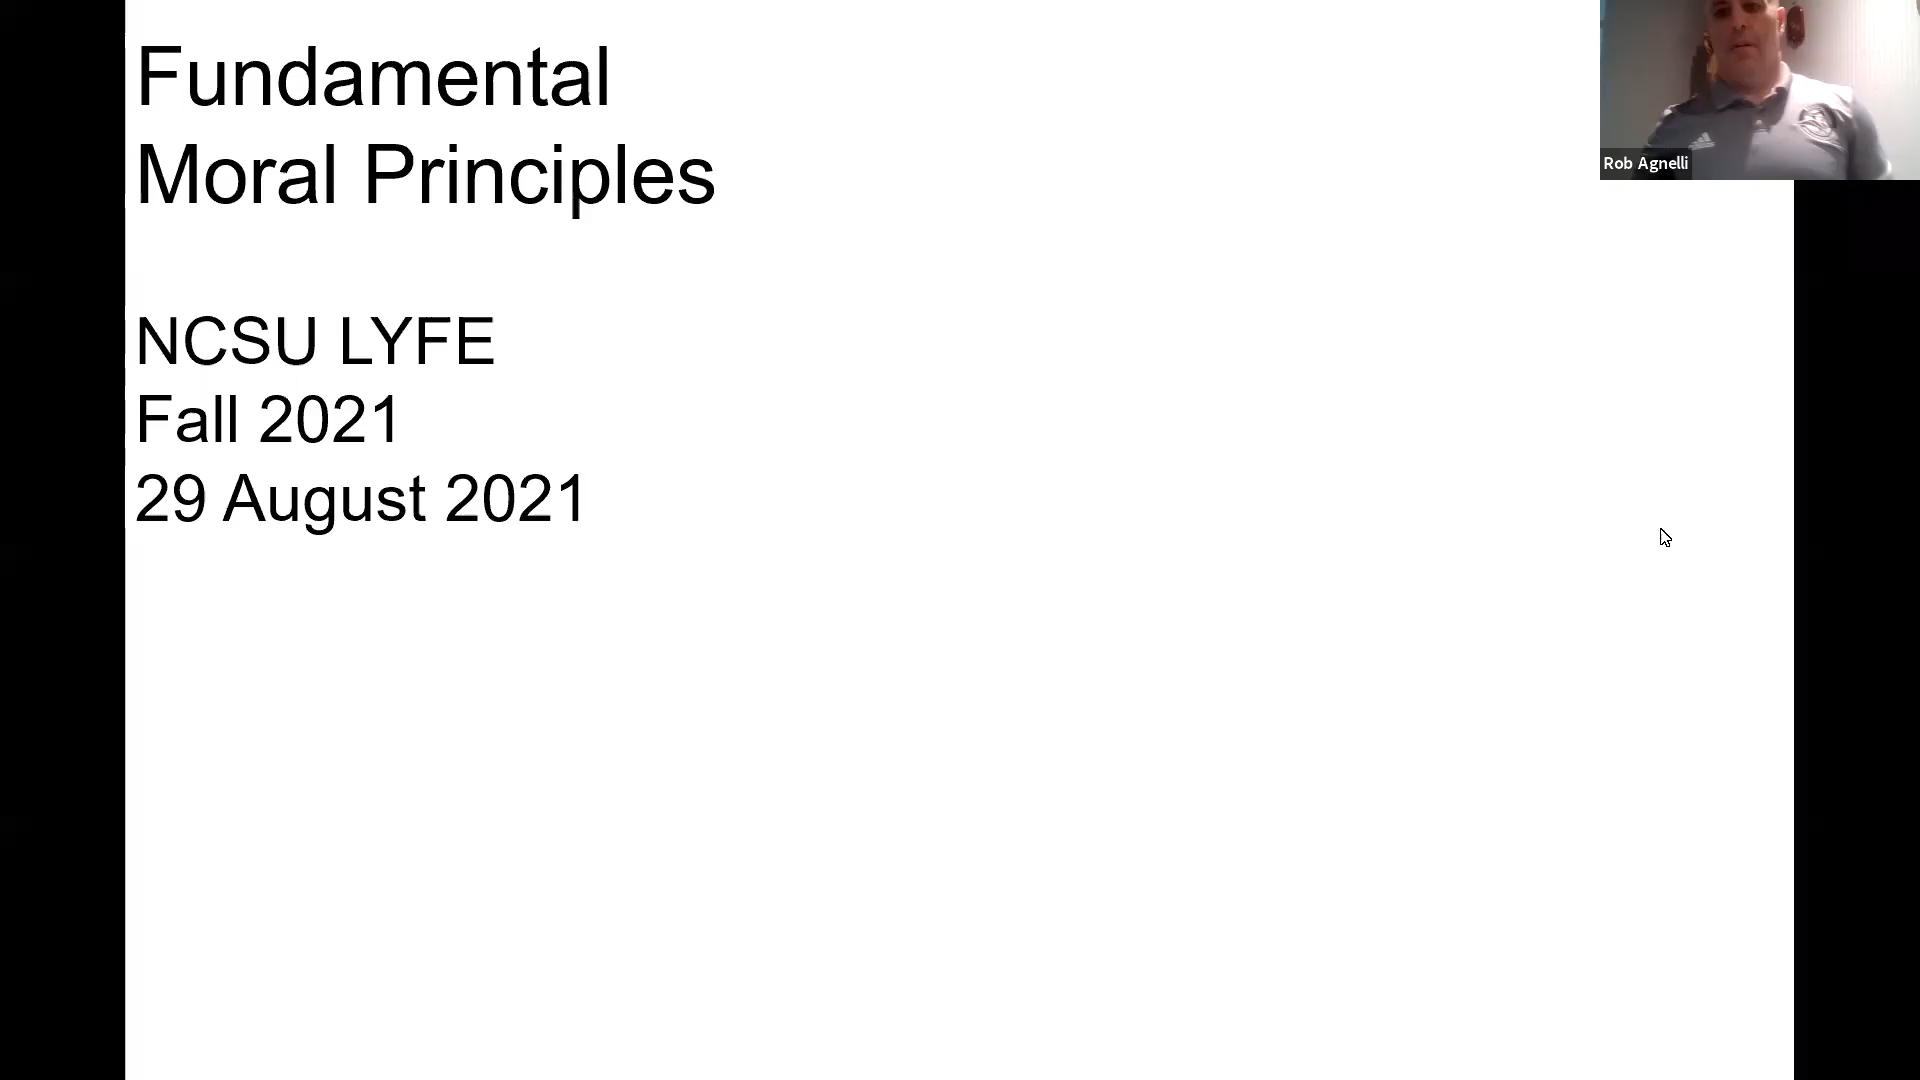 Fundamental
Moral Principles
NCSU LYFE
Fall 2021
29 August 2021
Rob Agnelli